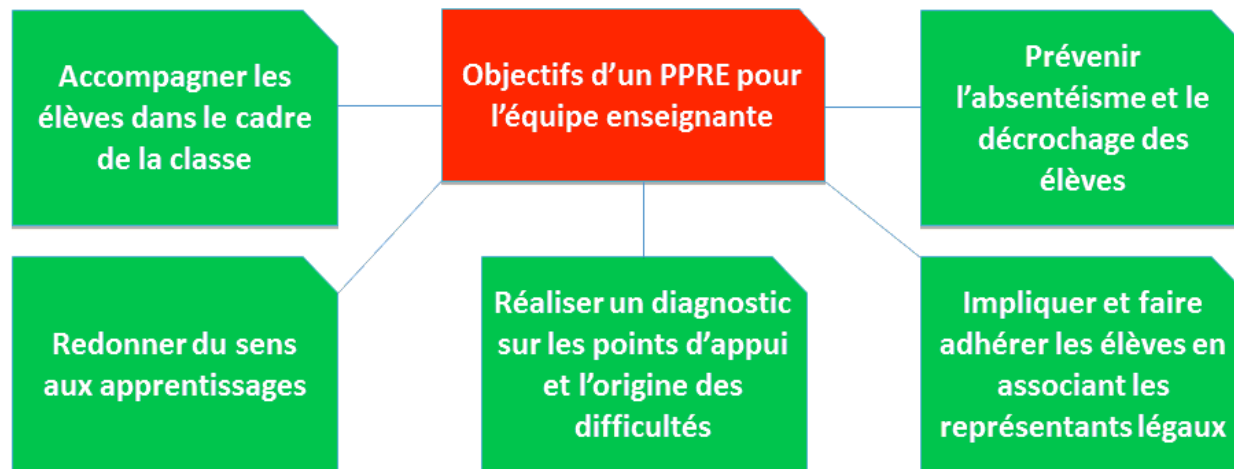 Accompagner les
élèves dans le cadre
de la classe
Objectifs d'un PPRE pour
l'équipe enseignante
Prévenir
l'absentéisme et le
décrochage des
élèves
Redonner du sens
aux apprentissages
Réaliser un diagnostic
sur les points d'appui
et l'origine des
difficultés
Impliquer et faire
adhérer les élèves en
associant les
représentants légaux